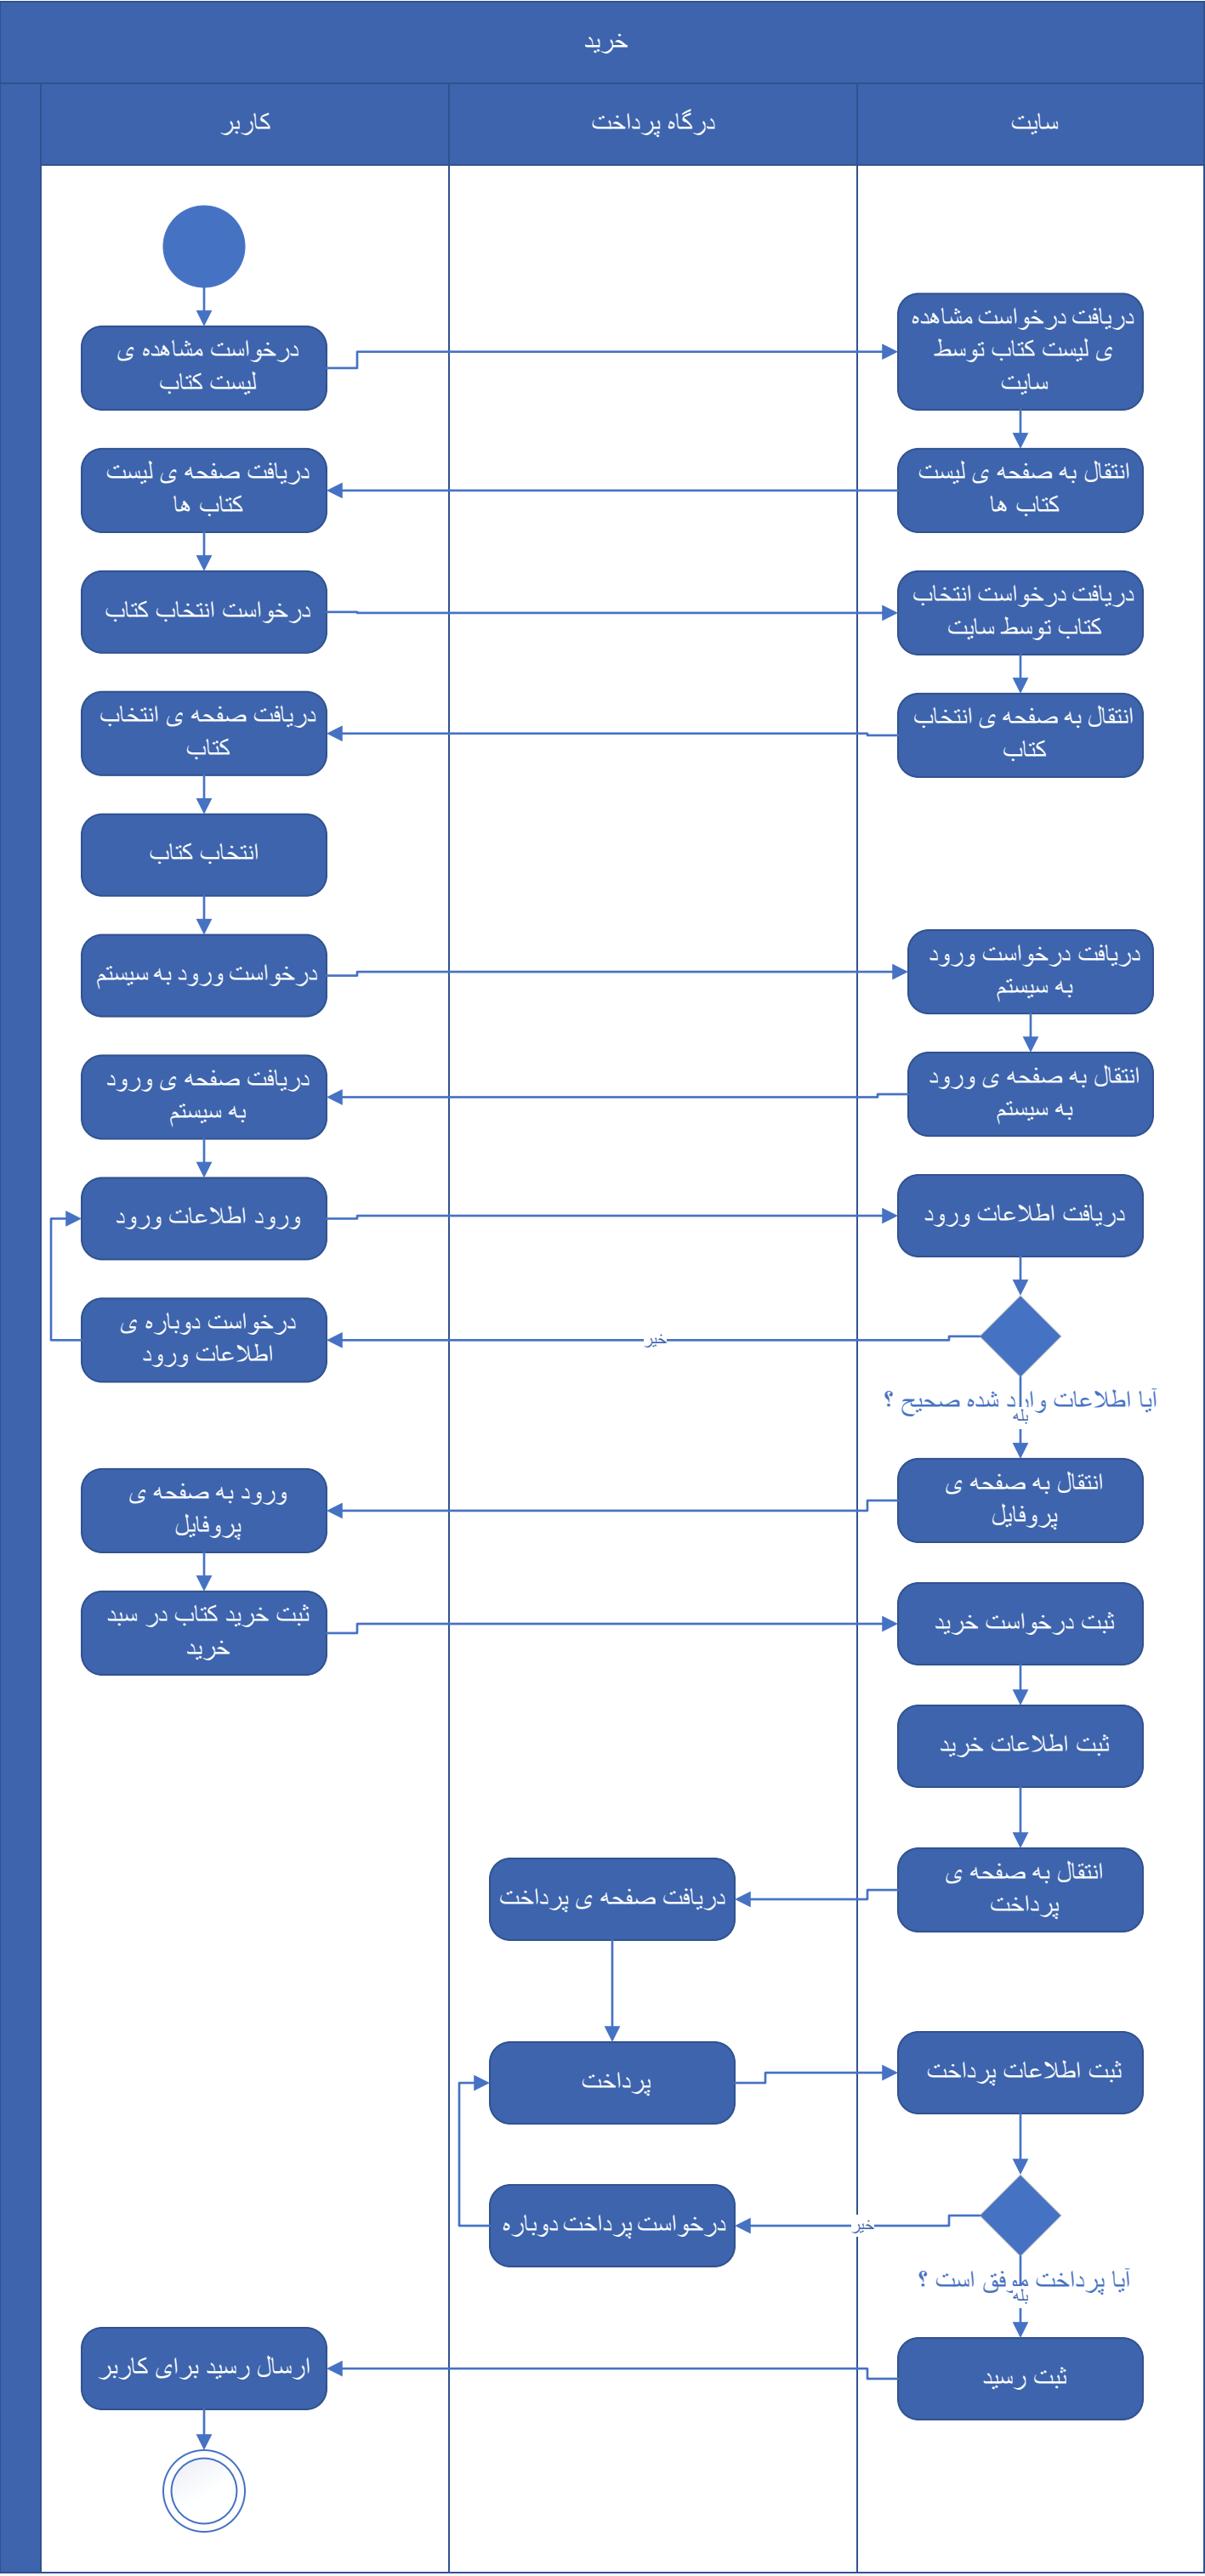 خرید
کاربر
درگاه پرداخت
سایت
درخواست مشاهده ی
لیست کتاب
دریافت درخواست مشاهده
ی لیست کتاب توسط
سایت
دریافت صفحه ی لیست
کتاب ها
انتقال به صفحه ی لیست
کتاب ها
درخواست انتخاب کتاب
دریافت درخواست انتخاب
کتاب توسط سایت
دریافت صفحه ی انتخاب
کتاب
انتقال به صفحه ی انتخاب
کتاب
انتخاب کتاب
درخواست ورود به سیستم
دریافت درخواست ورود
به سیستم
دریافت صفحه ی ورود
به سیستم
انتقال به صفحه ی ورود
به سیستم
ورود اطلاعات ورود
دریافت اطلاعات ورود
درخواست دوباره ی
اطلاعات ورود
خیر
آیا اطلاعات وارد شده صحیح ؟
بله
ورود به صفحه ی
پروفایل
انتقال به صفحه ی
پروفایل
ثبت خرید کتاب در سبد
خرید
ثبت درخواست خرید
ثبت اطلاعات خرید
دریافت صفحه ی پرداخت
انتقال به صفحه ی
پرداخت
پرداخت
ثبت اطلاعات پرداخت
درخواست پرداخت دوباره
خیر
آیا پرداخت موفق است ؟
بله
ارسال رسید برای کاربر
ثبت رسید